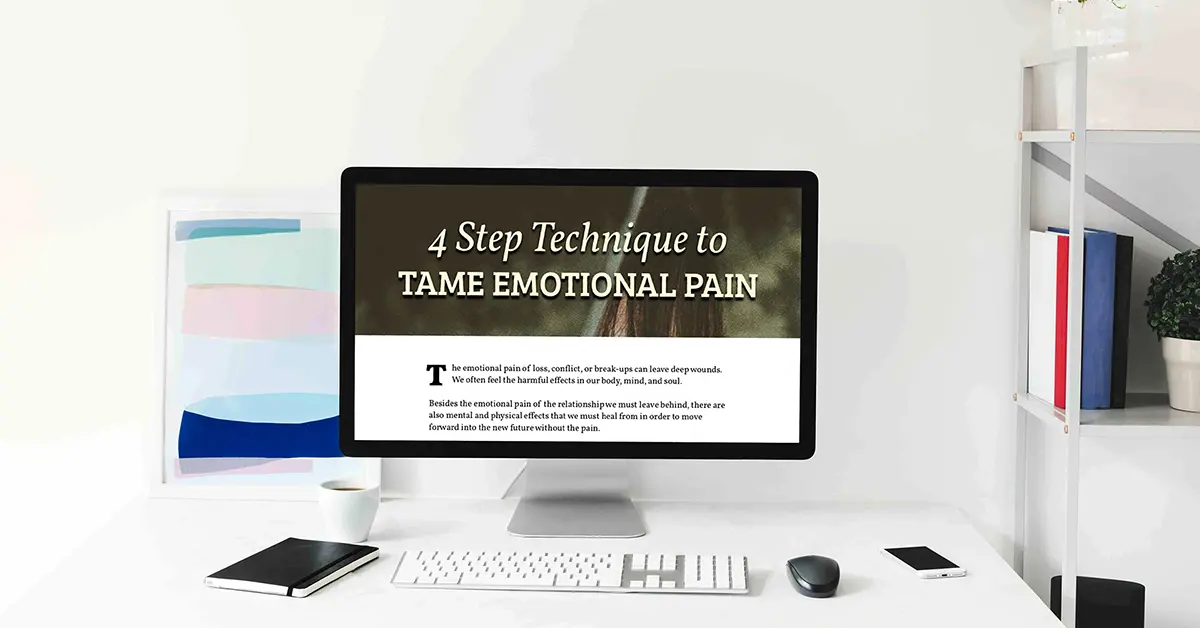 4 Step Technique to
TAME EMOTIONAL PAIN
The emotional pain of loss, conflict, or break-ups can leave deep wounds.
We often feel the harmful effects in our body, mind, and soul.
Besides the emotional pain of the relationship we must leave behind, there are
also mental and physical effects that we must heal from in order to move
forward into the new future without the pain.